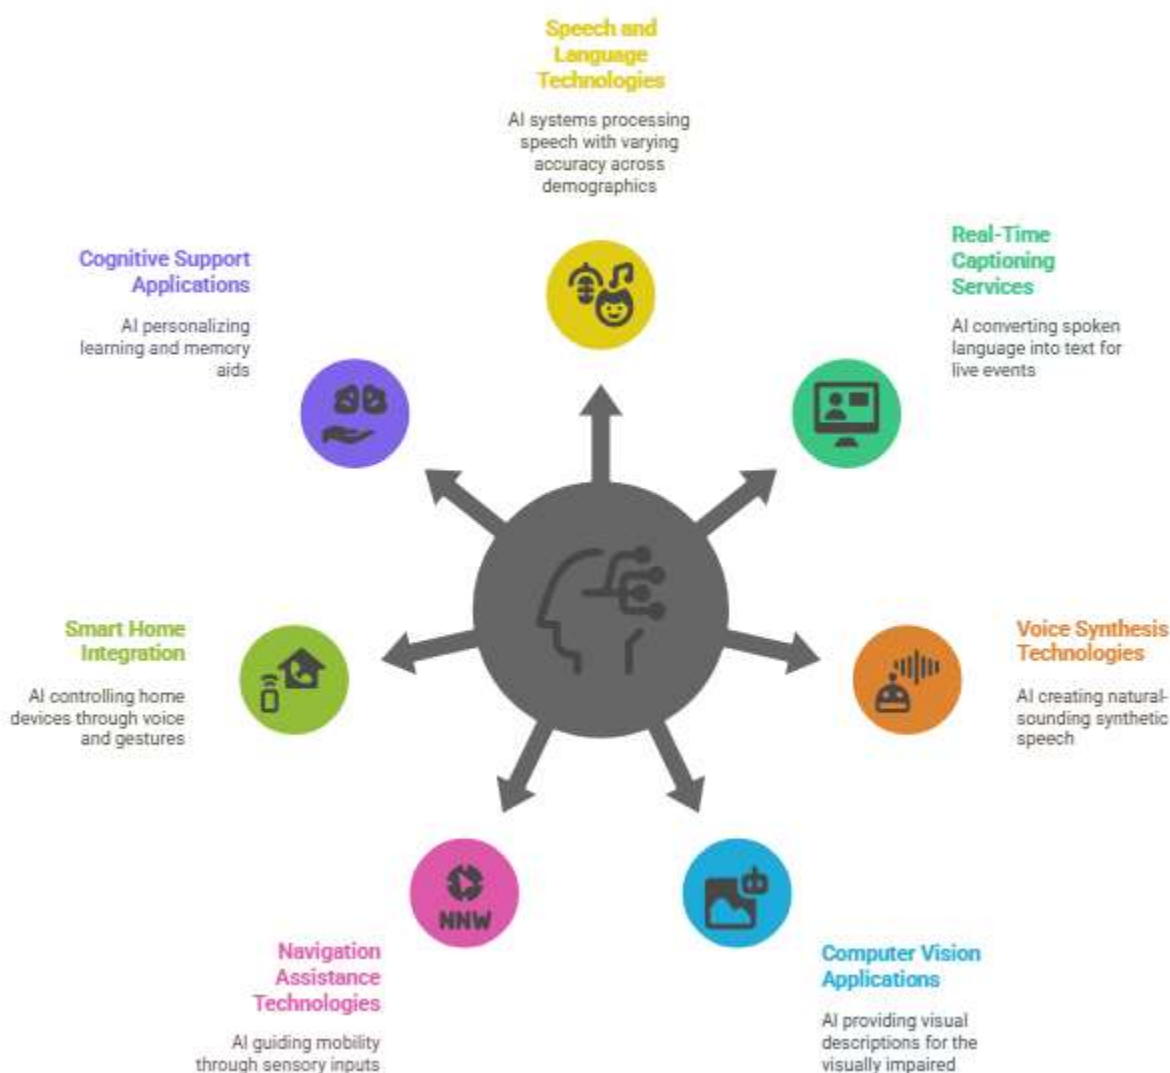 Speech and
Language
Technologies
AI systems processing
speech with varying
accuracy across
demographics
Real-Time
Captioning
Services
AI converting spoken
language into text for
live events
Cognitive Support
Applications
AI personalizing
learning and memory
aids
Smart Home
Integration
AI controlling home
devices through voice
and gestures
Voice Synthesis
Technologies
AI creating natural-
sounding synthetic
speech
NNW
Navigation
Assistance
Technologies
AI guiding mobility
through sensory inputs
Computer Vision
Applications
AI providing visual
descriptions for the
visually impaired